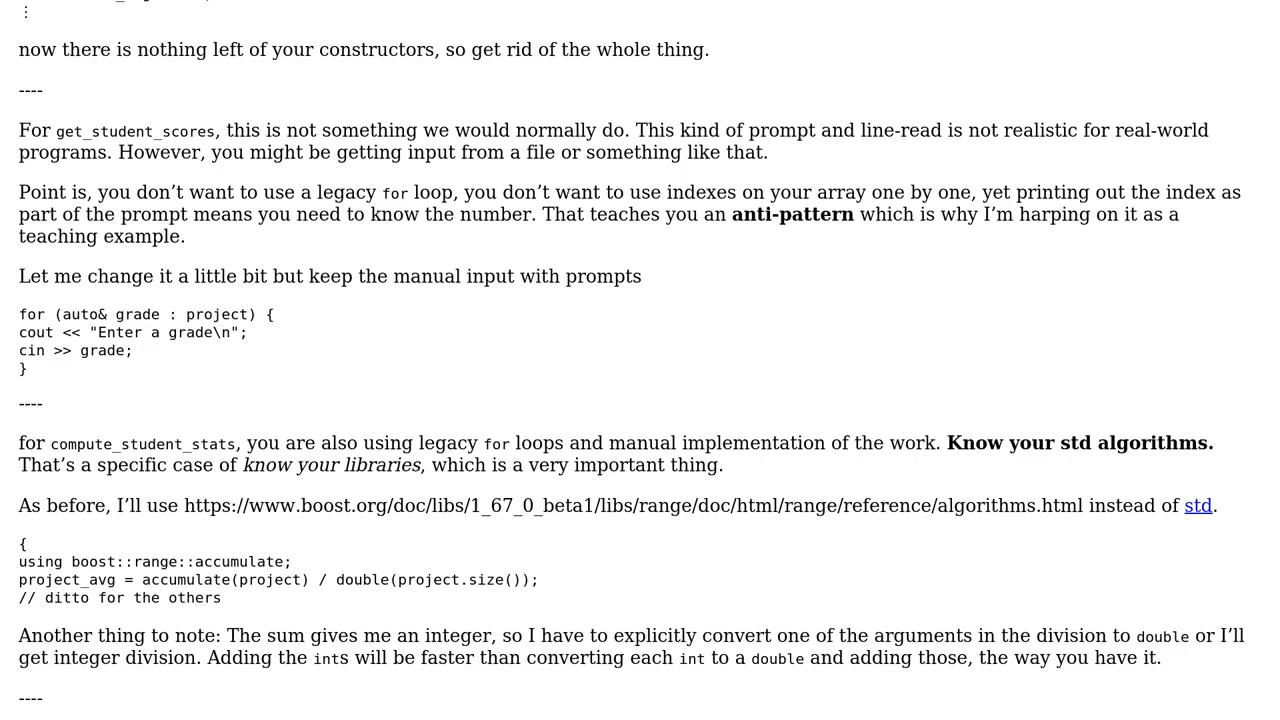 ⋮
now there is nothing left of your constructors, so get rid of the whole thing.
----
For get_student_scores, this is not something we would normally do. This kind of prompt and line-read is not realistic for real-world
programs. However, you might be getting input from a file or something like that.
Point is, you don’t want to use a legacy for loop, you don’t want to use indexes on your array one by one, yet printing out the index as
part of the prompt means you need to know the number. That teaches you an anti-pattern which is why I’m harping on it as a
teaching example.
Let me change it a little bit but keep the manual input with prompts
for (auto& grade : project) {
cout << "Enter a grade\n";
cin >> grade;
}
----
for compute_student_stats, you are also using legacy for loops and manual implementation of the work. Know your std algorithms.
That’s a specific case of know your libraries, which is a very important thing.
As before, I’ll use https://www.boost.org/doc/libs/1_67_0_beta1/libs/range/doc/html/range/reference/algorithms.html instead of std.
{
using boost::range::accumulate;
project_avg = accumulate(project) / double(project.size());
// ditto for the others
Another thing to note: The sum gives me an integer, so I have to explicitly convert one of the arguments in the division to double or I’ll
get integer division. Adding the ints will be faster than converting each int to a double and adding those, the way you have it.
----